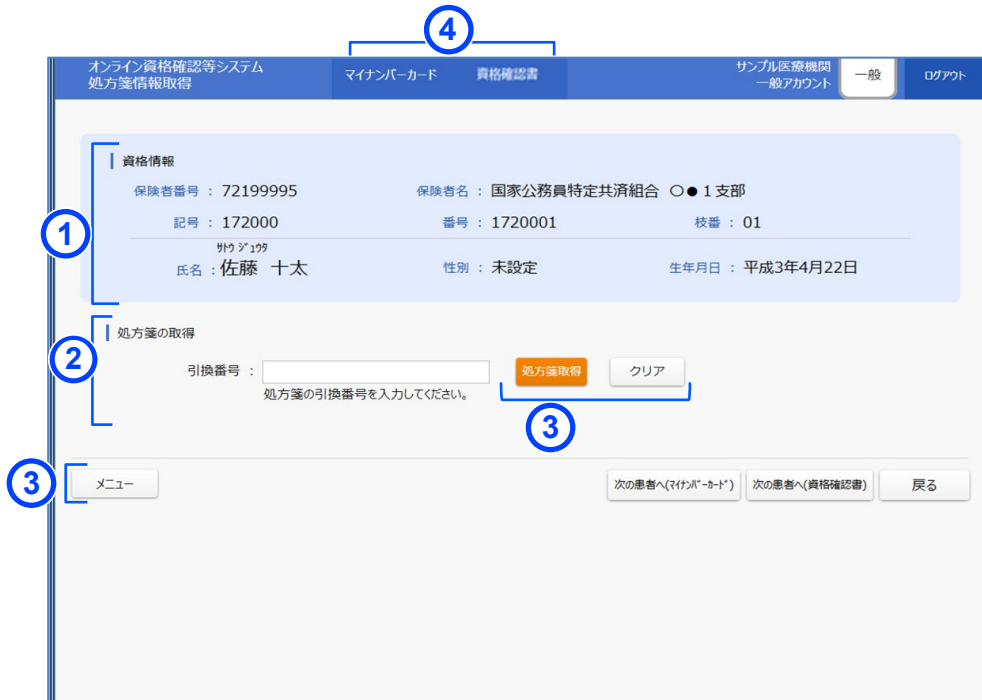 ④
オンライン資格確認等システム
処方箋情報取得
マイナンバーカード 資格確認書
サンプル医療機関
一般アカウント
一般
ログアウト
①
資格情報
保険者番号 : 72199995 保険者名 : 国家公務員特定共済組合 〇●1支部
記号 : 172000 番号 : 1720001 枝番 : 01
ｻﾄｳ ｼﾞｭｳﾀ
氏名 : 佐藤 十太 性別 : 未設定 生年月日 : 平成3年4月22日
②
処方箋の取得
引換番号 : 処方箋取得 クリア
処方箋の引換番号を入力してください。
③
③
メニュー 次の患者へ(ﾏｲﾅﾝﾊﾞｰｶｰﾄﾞ) 次の患者へ(資格確認書) 戻る